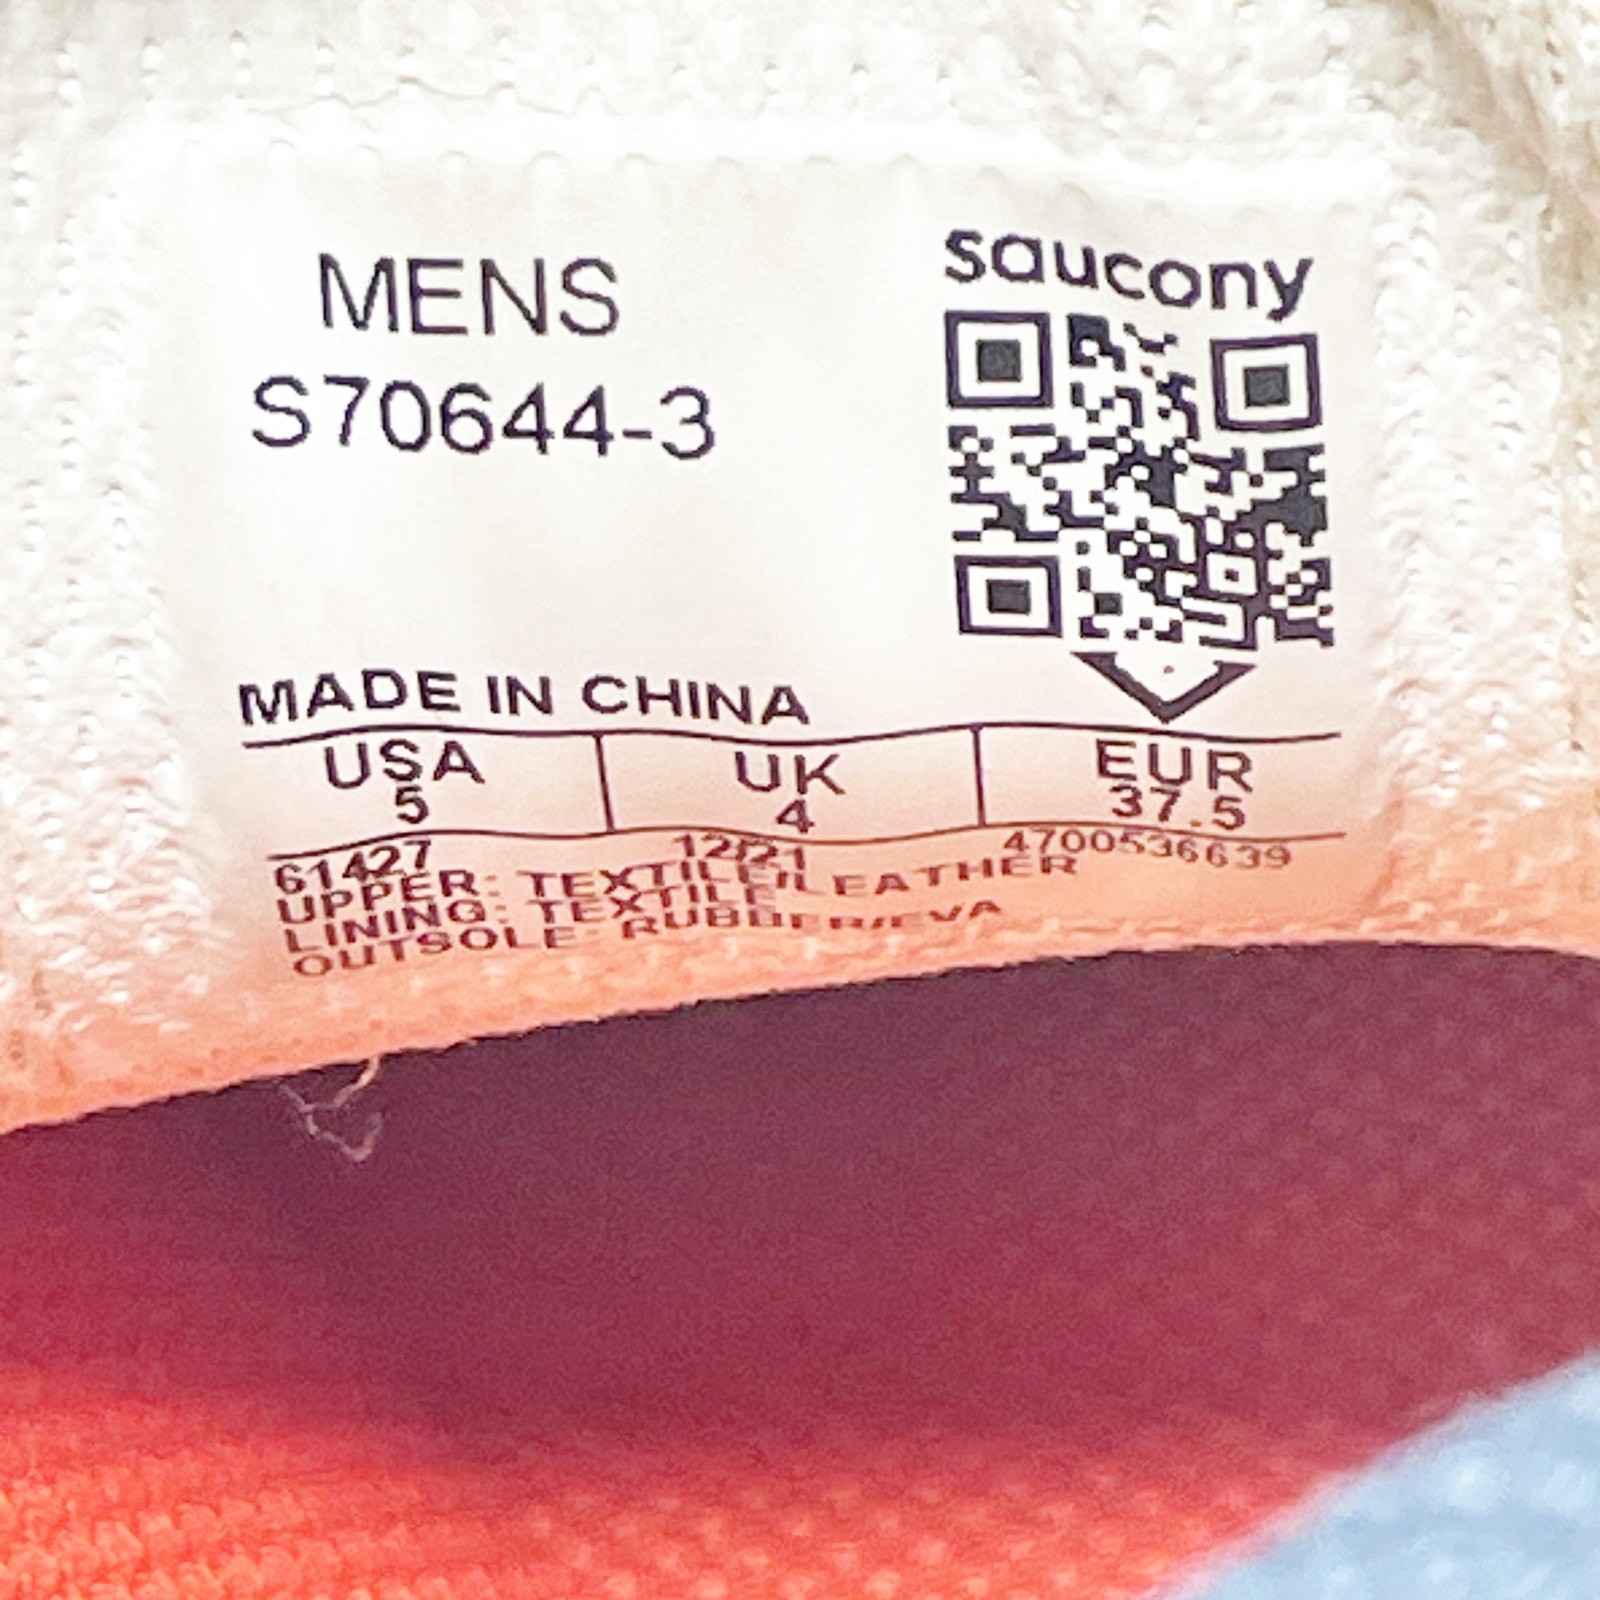 MENS
S70644-3
saucony
MADE IN CHINA
USA UK EUR
5 4 37.5
61427 12/21 4700536639
UPPER: TEXTILE/LEATHER
LINING: TEXTILE
OUTSOLE RUBBER/EVA